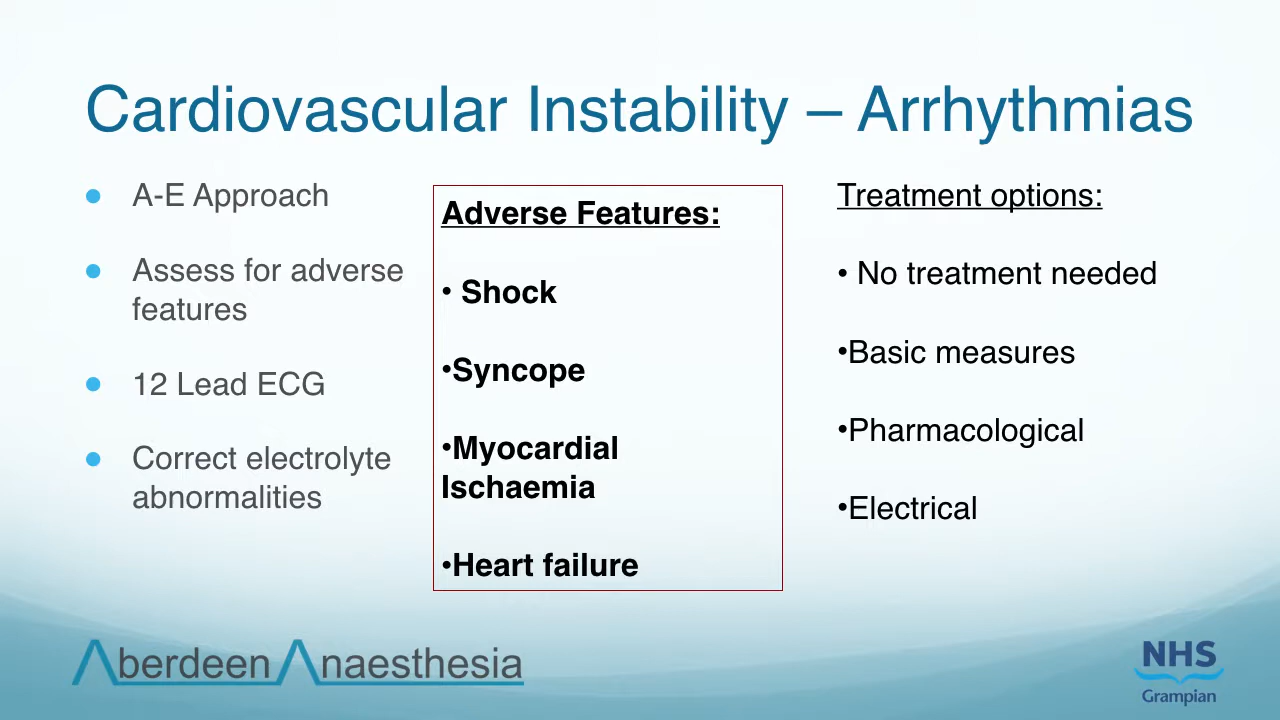 Cardiovascular Instability – Arrhythmias
● A-E Approach
● Assess for adverse
features
● 12 Lead ECG
● Correct electrolyte
abnormalities
Adverse Features:
• Shock
•Syncope
•Myocardial
Ischaemia
•Heart failure
Treatment options:
• No treatment needed
•Basic measures
•Pharmacological
•Electrical
Aberdeen Anaesthesia
NHS
Grampian